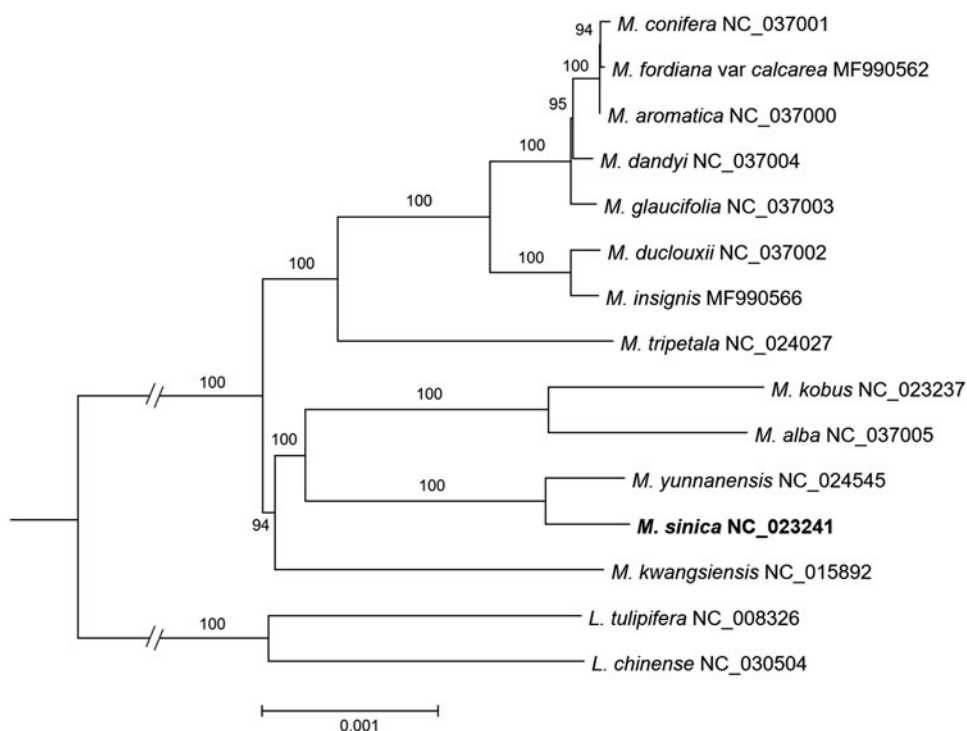 94
M. conifera NC_037001
100
M. fordiana var calcarea MF990562
95
M. aromatica NC_037000
100
M. dandyi NC_037004
100
M. glaucifolia NC_037003
100
M. duclouxii NC_037002
100
M. insignis MF990566
M. tripetala NC_024027
100
100
M. kobus NC_023237
100
M. alba NC_037005
100
M. yunnanensis NC_024545
94
M. sinica NC_023241
M. kwangsiensis NC_015892
100
L. tulipifera NC_008326
L. chinense NC_030504
0.001